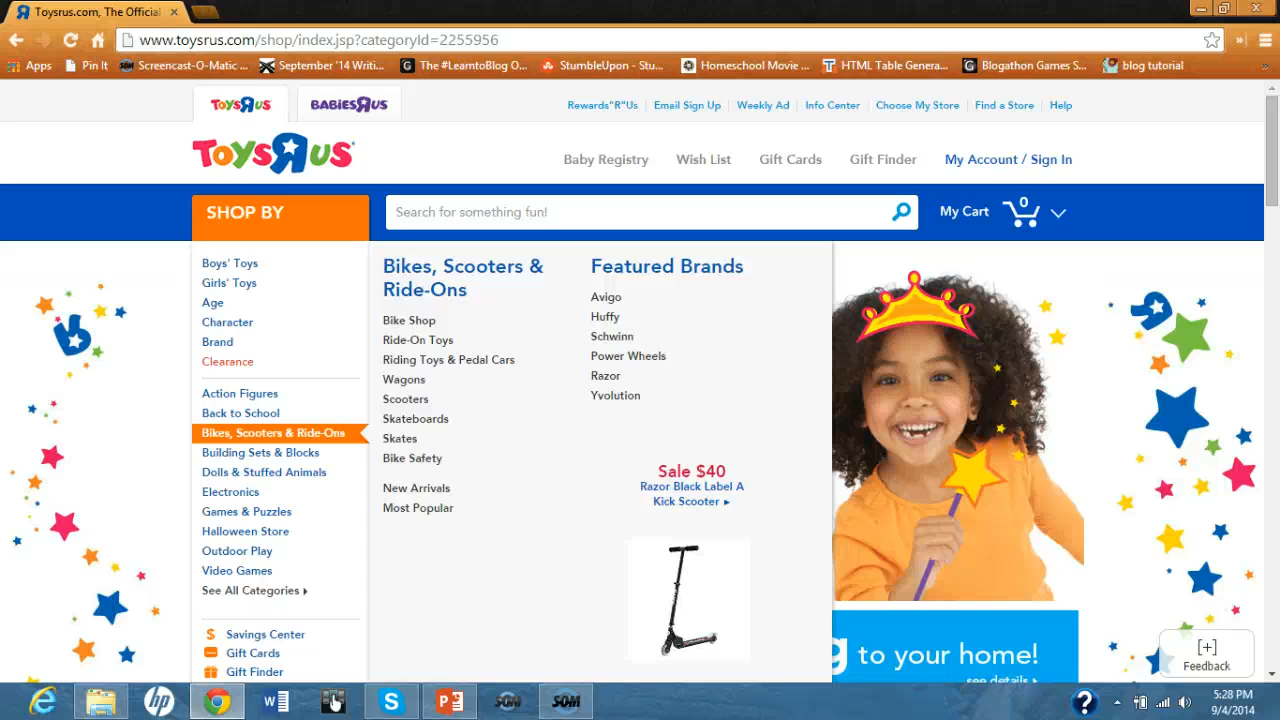 Toysrus.com, The Official
www.toysrus.com/shop/index.jsp?categoryId=2255956
Apps
Pin It
Screencast-O-Matic ...
September '14 Writi...
The #LearntoBlog O...
StumbleUpon - Stu...
Homeschool Movie ...
HTML Table Genera...
Blogathon Games S...
blog tutorial
TOYSRUS
BABIESRUS
Rewards"R"Us
Email Sign Up
Weekly Ad
Info Center
Choose My Store
Find a Store
Help
TOYSRUS
Baby Registry
Wish List
Gift Cards
Gift Finder
My Account / Sign In
SHOP BY
Search for something fun!
My Cart
0
Boys' Toys
Girls' Toys
Age
Character
Brand
Clearance
Action Figures
Back to School
Bikes, Scooters & Ride-Ons
Building Sets & Blocks
Dolls & Stuffed Animals
Electronics
Games & Puzzles
Halloween Store
Outdoor Play
Video Games
See All Categories
Savings Center
Gift Cards
Gift Finder
Bikes, Scooters &
Ride-Ons
Bike Shop
Ride-On Toys
Riding Toys & Pedal Cars
Wagons
Scooters
Skateboards
Skates
Bike Safety
New Arrivals
Most Popular
Featured Brands
Avigo
Huffy
Schwinn
Power Wheels
Razor
Yvolution
Sale $40
Razor Black Label A
Kick Scooter ►
g to your home!
see details
[+]
Feedback
hp
SOM
SOM
5:28 PM
9/4/2014